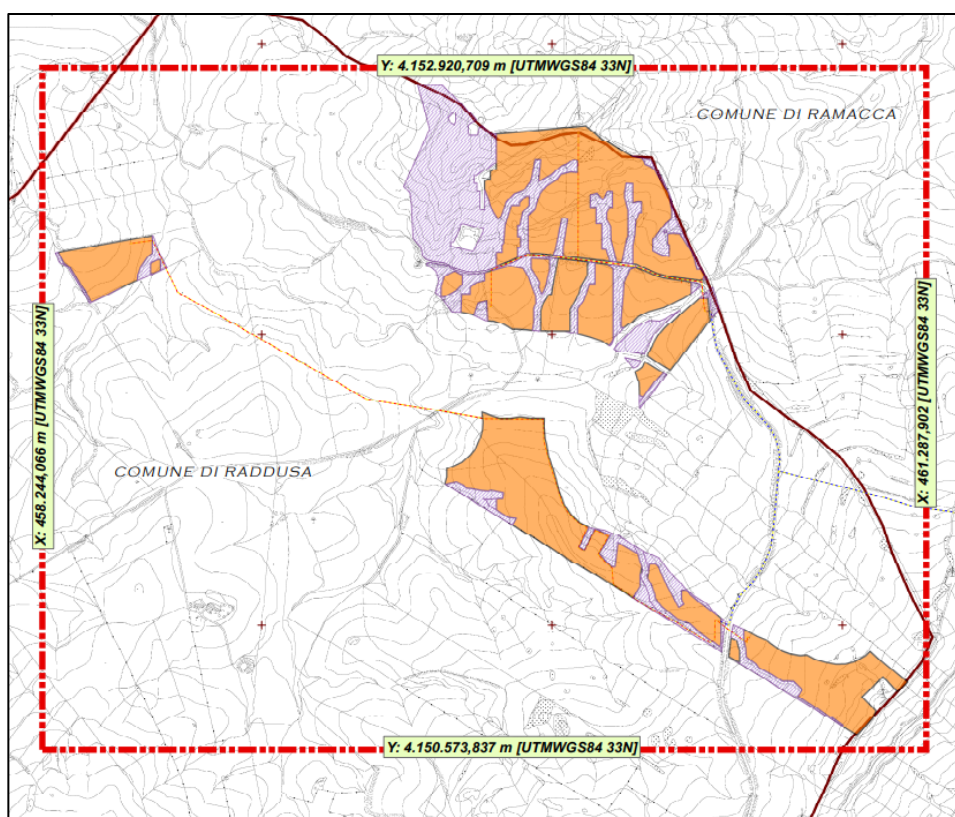 Y: 4.152.920,709 m [UTMWGS84 33N]
COMUNE DI RAMACCA
X: 458.244,066 m [UTMWGS84 33N]
X: 461.287,902 [UTMWGS84 33N]
COMUNE DI RADDUSA
Y: 4.150.573,837 m [UTMWGS84 33N]